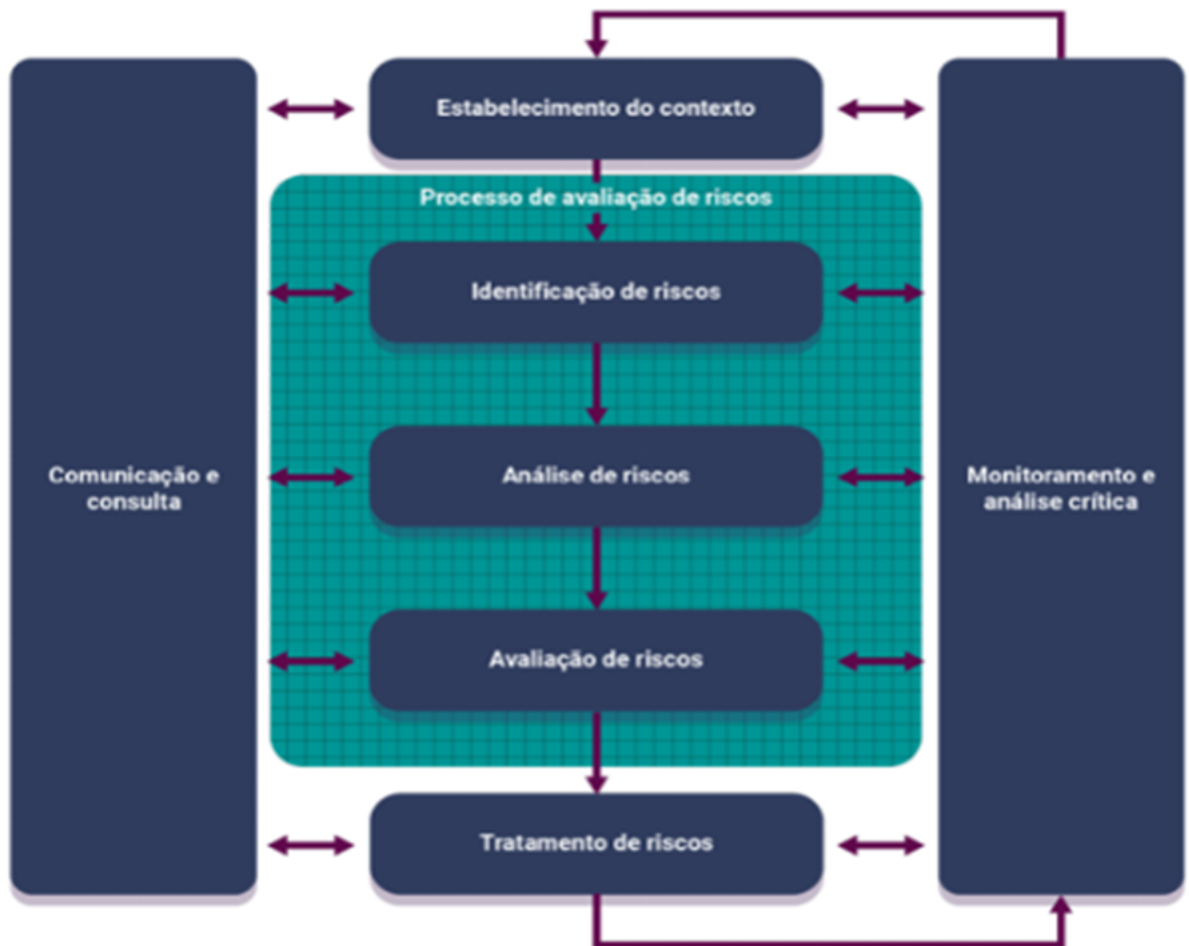 Estabelecimento do contexto
Processo de avaliação de riscos
Identificação de riscos
Comunicação e
consulta
Análise de riscos
Monitoramento e
análise crítica
Avaliação de riscos
Tratamento de riscos